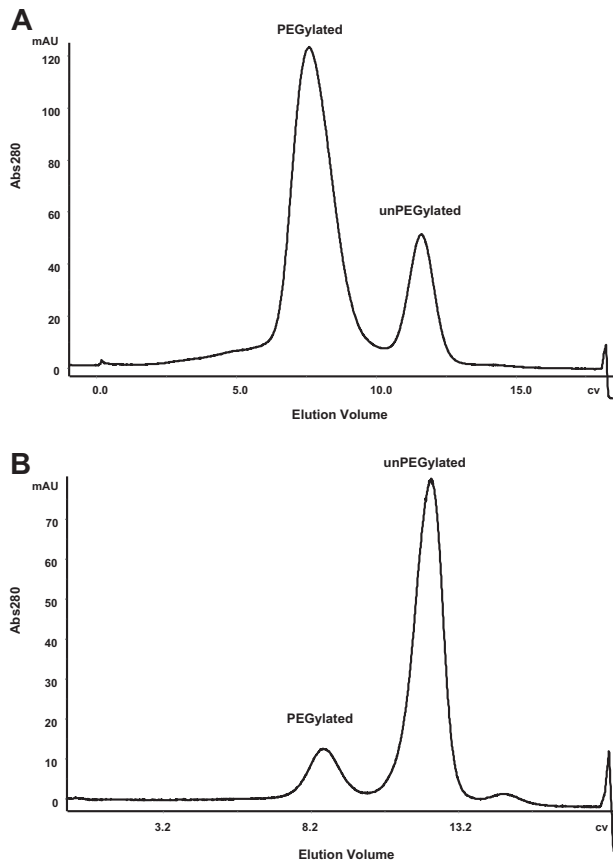 A
mAU
PEGylated
120
100
80
60
40
20
0
Abs280
unPEGylated
0.0 5.0 10.0 15.0 cv
Elution Volume
B
mAU
unPEGylated
70
60
50
40
30
20
10
0
Abs280
PEGylated
3.2 8.2 13.2 cv
Elution Volume